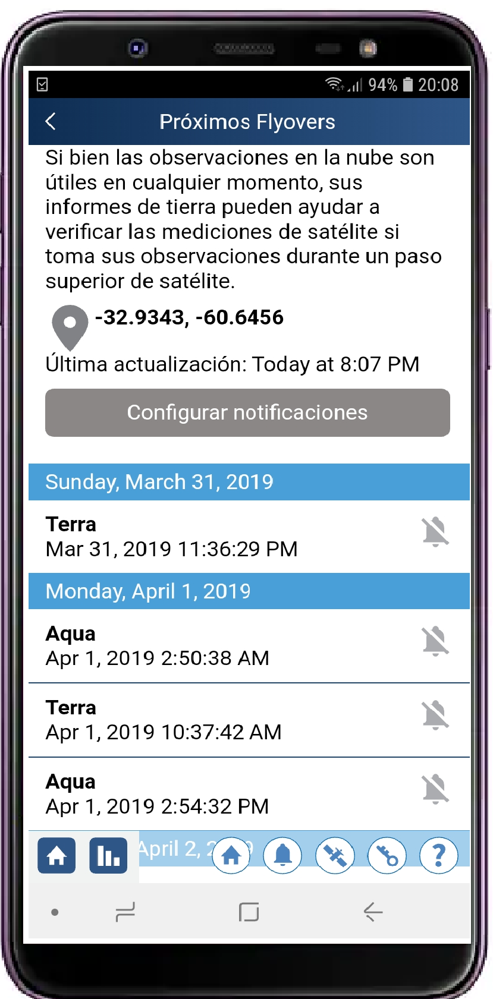 94% 20:08
Próximos Flyovers
Si bien las observaciones en la nube son
útiles en cualquier momento, sus
informes de tierra pueden ayudar a
verificar las mediciones de satélite si
toma sus observaciones durante un paso
superior de satélite.
-32.9343, -60.6456
Última actualización: Today at 8:07 PM
Configurar notificaciones
Sunday, March 31, 2019
Terra
Mar 31, 2019 11:36:29 PM
Monday, April 1, 2019
Aqua
Apr 1, 2019 2:50:38 AM
Terra
Apr 1, 2019 10:37:42 AM
Aqua
Apr 1, 2019 2:54:32 PM
April 2, 2 9
?